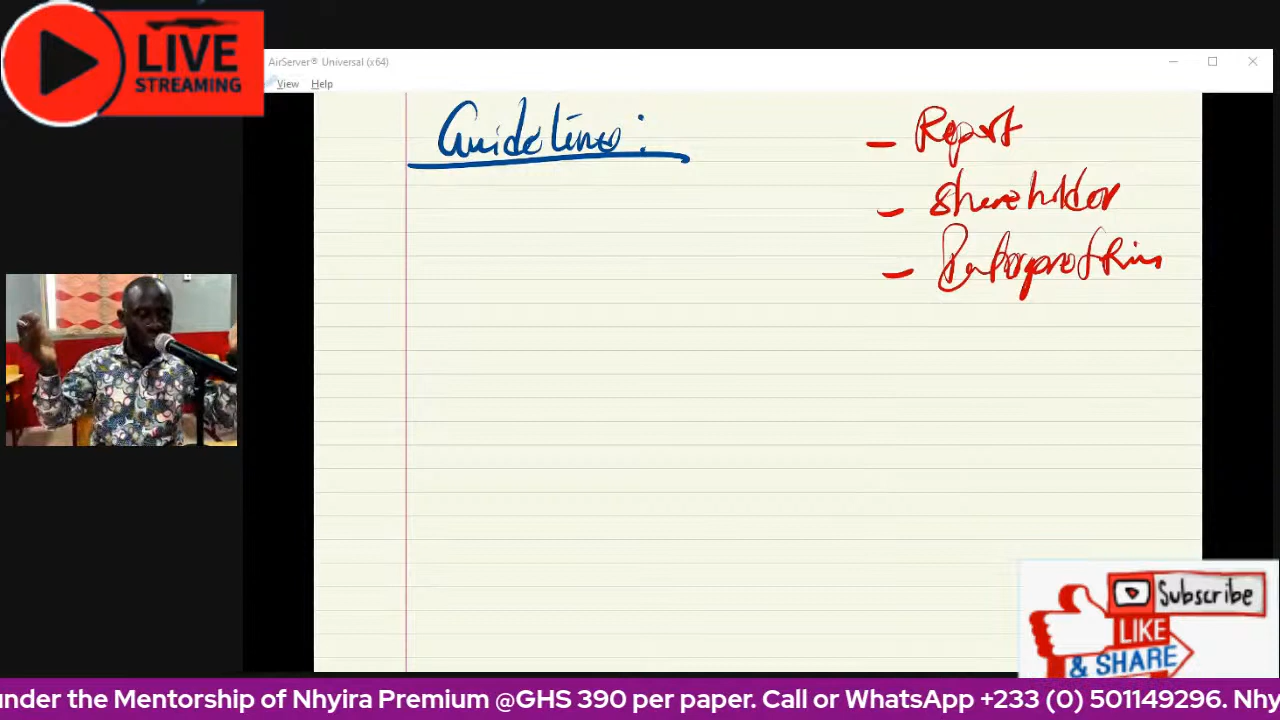 LIVE
STREAMING
AirServer® Universal (x64)
View Help
Guidelines:
- Report
- Shareholder
Subscribe
LIKE
& SHARE
under the Mentorship of Nhyira Premium @GHS 390 per paper. Call or WhatsApp +233 (0) 501149296. Nhy